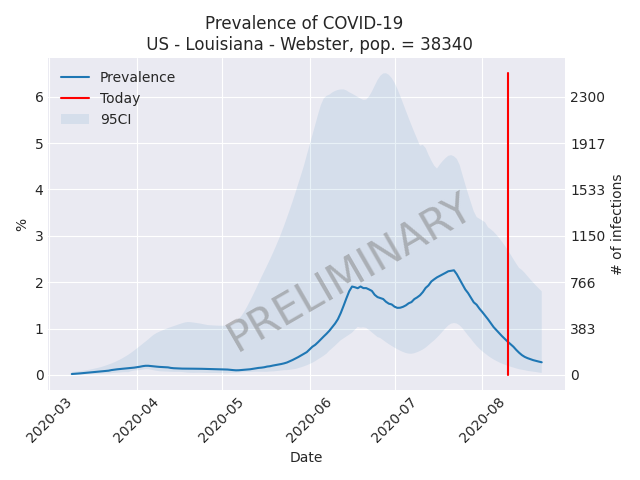 Prevalence of COVID-19
US - Louisiana - Webster, pop. = 38340
Prevalence
Today
95CI
6
5
4
3
2
1
0
%
2300
1917
1533
1150
766
383
0
# of infections
PRELIMINARY
2020-03
2020-04
2020-05
2020-06
2020-07
2020-08
Date